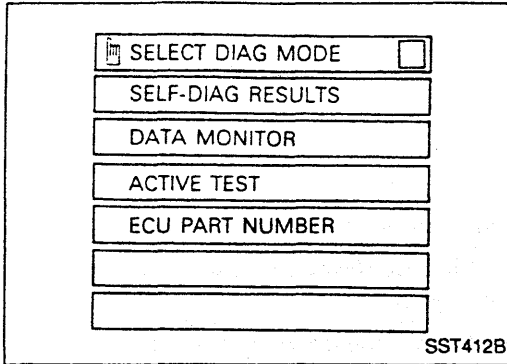 SELECT DIAG MODE
SELF-DIAG RESULTS
DATA MONITOR
ACTIVE TEST
ECU PART NUMBER
SST412B